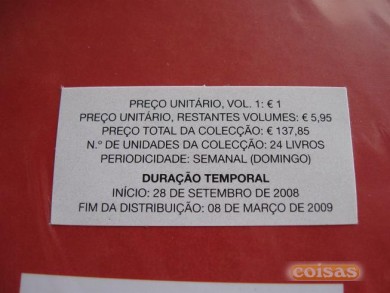 PREÇO UNITÁRIO, VOL. 1: € 1
PREÇO UNITÁRIO, RESTANTES VOLUMES: € 5,95
PREÇO TOTAL DA COLECÇÃO: € 137,85
N.º DE UNIDADES DA COLECÇÃO: 24 LIVROS
PERIODICIDADE: SEMANAL (DOMINGO)
DURAÇÃO TEMPORAL
INÍCIO: 28 DE SETEMBRO DE 2008
FIM DA DISTRIBUIÇÃO: 08 DE MARÇO DE 2009
coisas